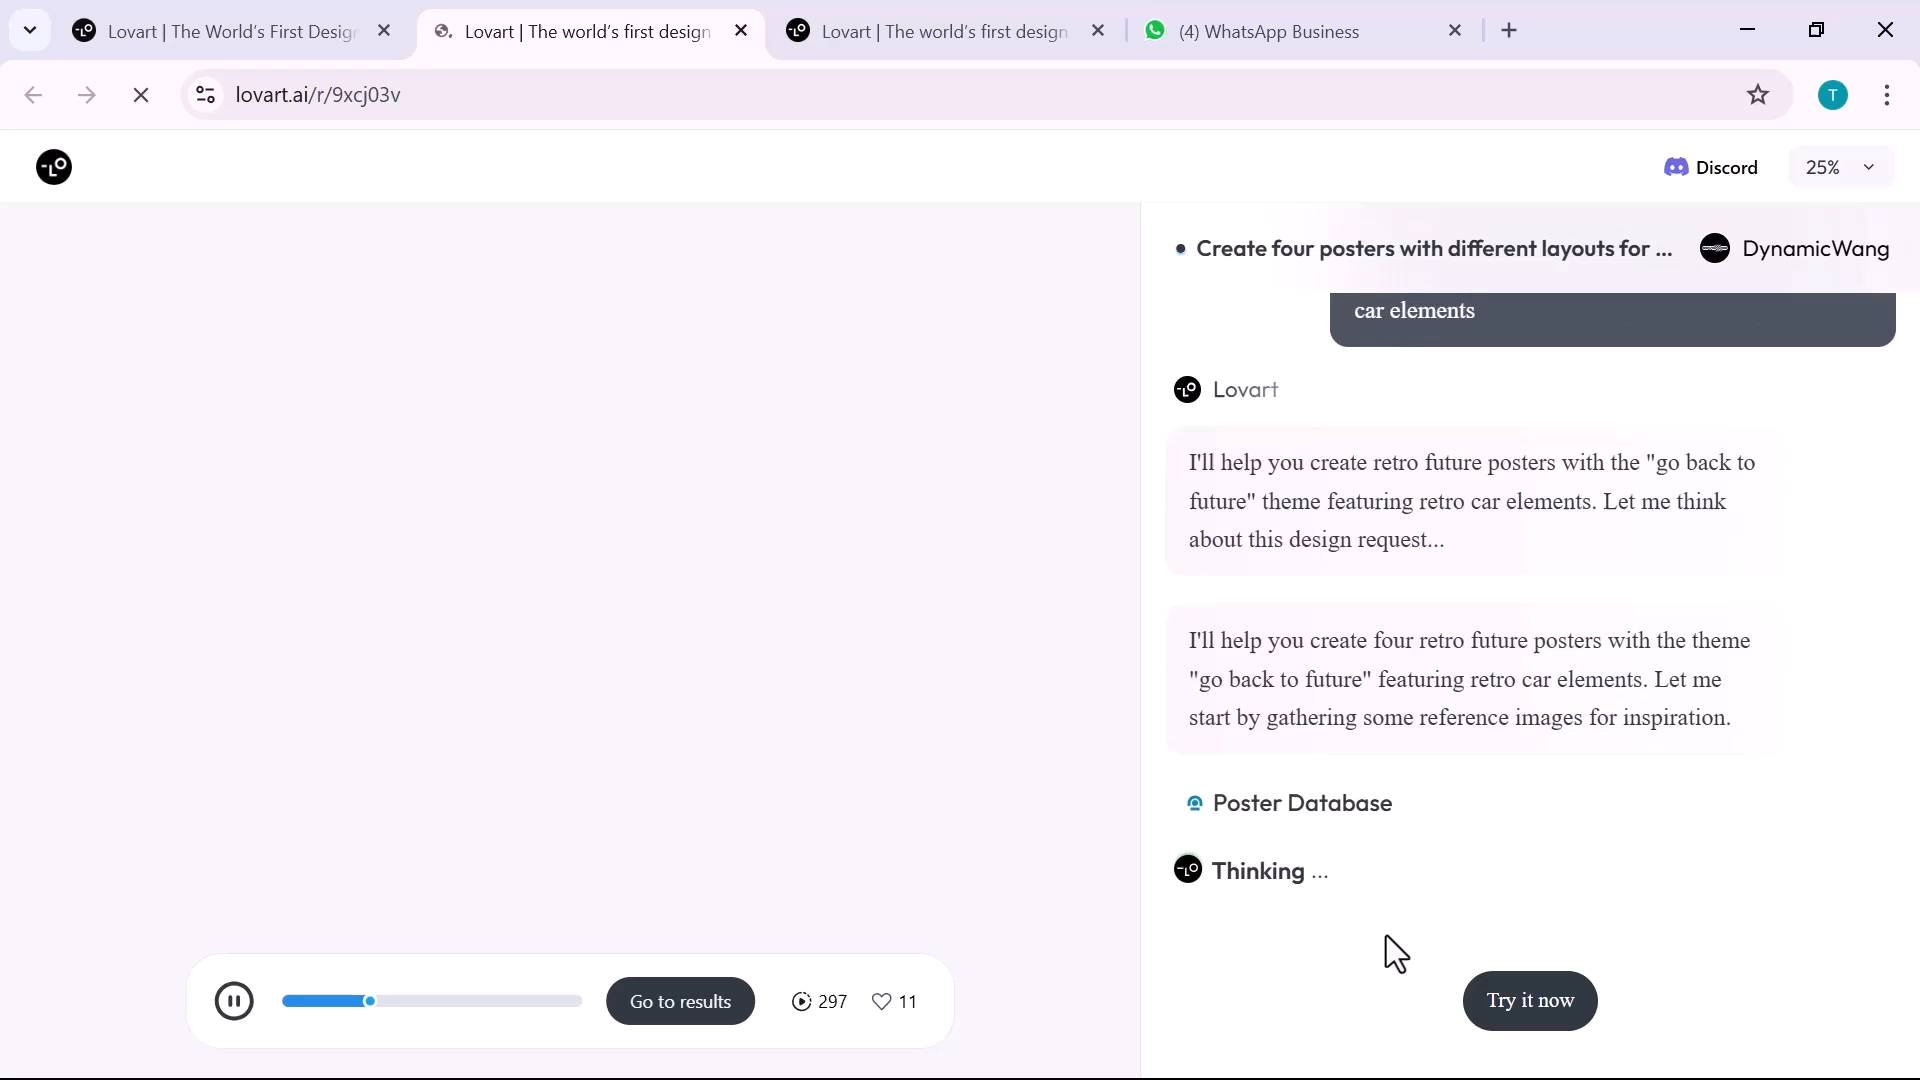 Lovart | The World's First Design
Lovart | The world's first design
Lovart | The world's first design
(4) WhatsApp Business
lovart.ai/r/9xcj03v
T
Discord
25%
Create four posters with different layouts for ...
DynamicWang
car elements
Lovart
I'll help you create retro future posters with the "go back to
future" theme featuring retro car elements. Let me think
about this design request...
I'll help you create four retro future posters with the theme
"go back to future" featuring retro car elements. Let me
start by gathering some reference images for inspiration.
Poster Database
Thinking ...
Go to results
297
11
Try it now